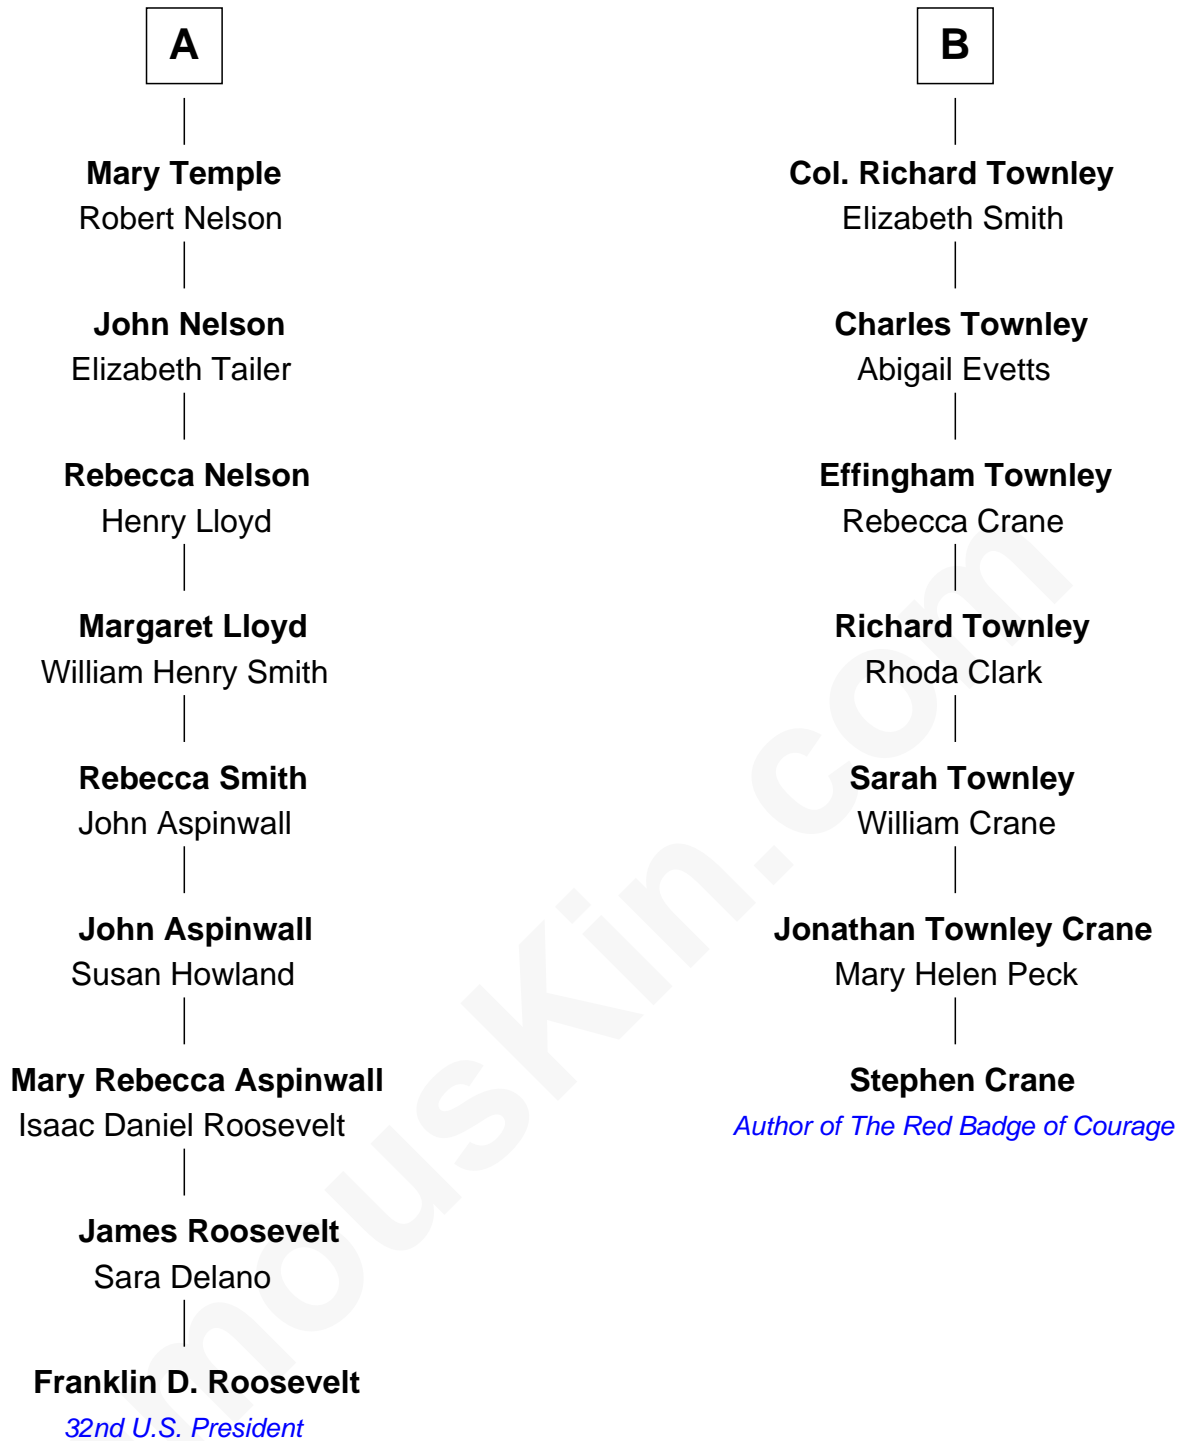 A
Mary Temple
Robert Nelson
John Nelson
Elizabeth Tailer
Rebecca Nelson
Henry Lloyd
Margaret Lloyd
William Henry Smith
Rebecca Smith
John Aspinwall
John Aspinwall
Susan Howland
Mary Rebecca Aspinwall
Isaac Daniel Roosevelt
James Roosevelt
Sara Delano
Franklin D. Roosevelt
32nd U.S. President
B
Col. Richard Townley
Elizabeth Smith
Charles Townley
Abigail Evetts
Effingham Townley
Rebecca Crane
Richard Townley
Rhoda Clark
Sarah Townley
William Crane
Jonathan Townley Crane
Mary Helen Peck
Stephen Crane
Author of The Red Badge of Courage
mousKin.com